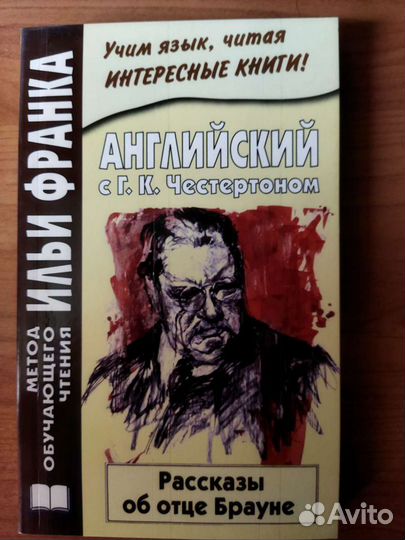 Учим язык, читая
ИНТЕРЕСНЫЕ КНИГИ!
АНГЛИЙСКИЙ
с Г. К. Честертоном
МЕТОД
ОБУЧАЮЩЕГО
ЧТЕНИЯ
ИЛЬИ ФРАНКА
Рассказы
об отце Брауне
Avito